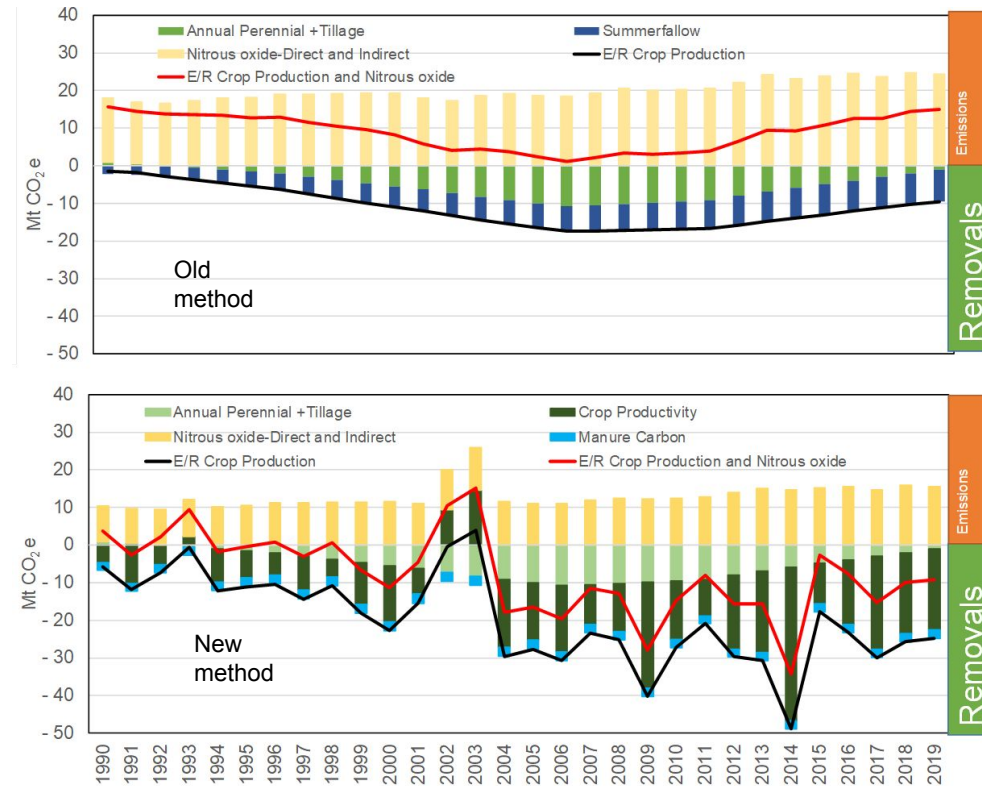 40
30
20
10
0
- 10
- 20
- 30
- 40
- 50
Mt CO2 e
Annual Perennial +Tillage
Summerfallow
Nitrous oxide-Direct and Indirect
E/R Crop Production
E/R Crop Production and Nitrous oxide
Old
method
Emissions
Removals
40
30
20
10
0
- 10
- 20
- 30
- 40
- 50
Mt CO2 e
Annual Perennial +Tillage
Crop Productivity
Nitrous oxide-Direct and Indirect
Manure Carbon
E/R Crop Production
E/R Crop Production and Nitrous oxide
New
method
Emissions
Removals
1990
1991
1992
1993
1994
1995
1996
1997
1998
1999
2000
2001
2002
2003
2004
2005
2006
2007
2008
2009
2010
2011
2012
2013
2014
2015
2016
2017
2018
2019